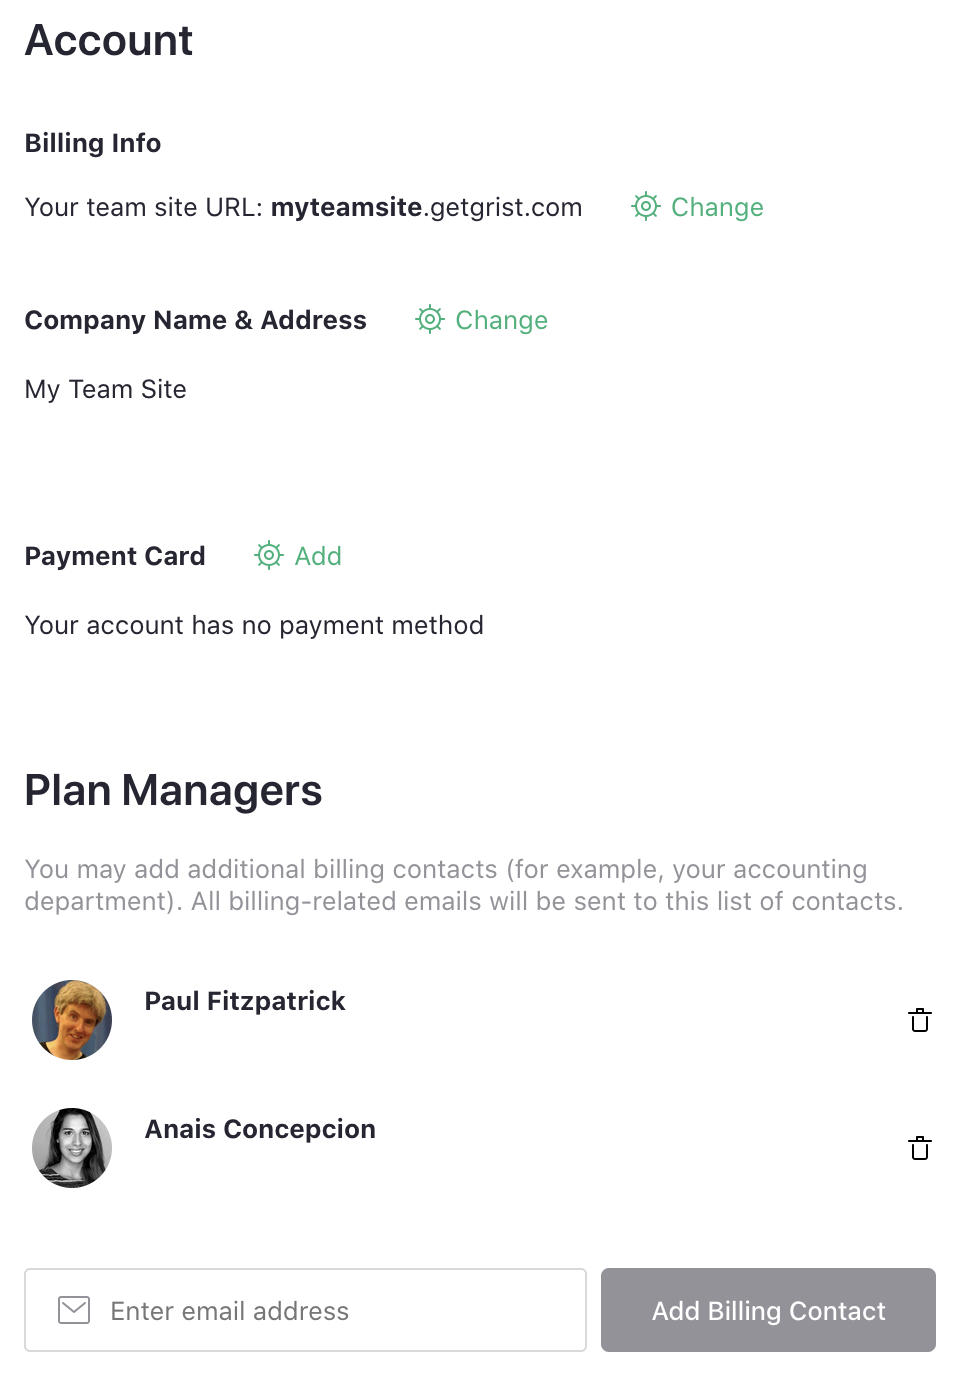 Account
Billing Info
Your team site URL: myteamsite.getgrist.com Change
Company Name & Address Change
My Team Site
Payment Card Add
Your account has no payment method
Plan Managers
You may add additional billing contacts (for example, your accounting
department). All billing-related emails will be sent to this list of contacts.
Paul Fitzpatrick
Anais Concepcion
Enter email address Add Billing Contact